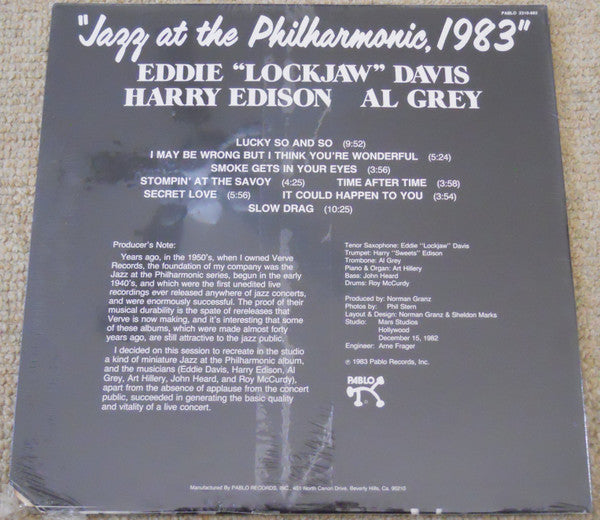 PABLO 2310-882
"Jazz at the Philharmonic, 1983"
EDDIE "LOCKJAW" DAVIS
HARRY EDISON AL GREY
LUCKY SO AND SO (9:52)
I MAY BE WRONG BUT I THINK YOU'RE WONDERFUL (5:24)
SMOKE GETS IN YOUR EYES (3:56)
STOMPIN' AT THE SAVOY (4:25) TIME AFTER TIME (3:58)
SECRET LOVE (5:56) IT COULD HAPPEN TO YOU (3:54)
SLOW DRAG (10:25)
Producer's Note:
Years ago, in the 1950's, when I owned Verve
Records, the foundation of my company was the
Jazz at the Philharmonic series, begun in the early
1940's, and which were the first unedited live
recordings ever released anywhere of jazz concerts,
and were enormously successful. The proof of their
musical durability is the spate of rereleases that
Verve is now making, and it's interesting that some
of these albums, which were made almost forty
years ago, are still attractive to the jazz public.
I decided on this session to recreate in the studio
a kind of miniature Jazz at the Philharmonic album,
and the musicians (Eddie Davis, Harry Edison, Al
Grey, Art Hillery, John Heard, and Roy McCurdy),
apart from the absence of applause from the concert
public, succeeded in generating the basic quality
and vitality of a live concert.
Tenor Saxophone: Eddie "Lockjaw" Davis
Trumpet: Harry "Sweets" Edison
Trombone: Al Grey
Piano & Organ: Art Hillery
Bass: John Heard
Drums: Roy McCurdy
Produced by: Norman Granz
Photos by: Phil Stern
Layout & Design: Norman Granz & Sheldon Marks
Studio: Mars Studios
Hollywood
December 15, 1982
Engineer: Arne Frager
℗ 1983 Pablo Records, Inc.
PABLO
Manufactured By PABLO RECORDS, INC., 451 North Canon Drive, Beverly Hills, Ca. 90210